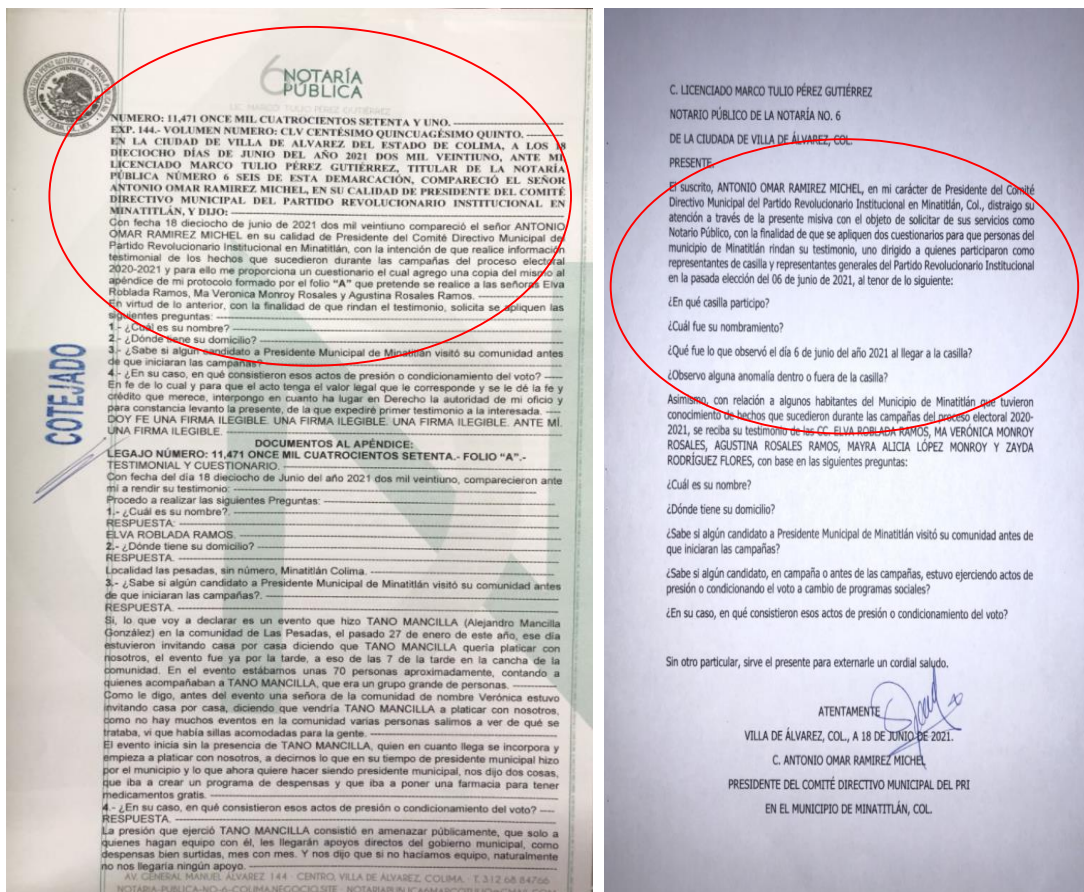 6 NOTARÍA
PÚBLICA
LIC. MARCO TULIO PÉREZ GUTIÉRREZ
NUMERO: 11,471 ONCE MIL CUATROCIENTOS SETENTA Y UNO.
EXP. 144.- VOLUMEN NUMERO: CLV CENTÉSIMO QUINCUAGÉSIMO QUINTO.
EN LA CIUDAD DE VILLA DE ALVAREZ DEL ESTADO DE COLIMA, A LOS 18
DIECIOCHO DÍAS DE JUNIO DEL AÑO 2021 DOS MIL VEINTIUNO, ANTE MI
LICENCIADO MARCO TULIO PÉREZ GUTIÉRREZ, TITULAR DE LA NOTARÍA
PÚBLICA NÚMERO 6 SEIS DE ESTA DEMARCACIÓN, COMPARECIÓ EL SEÑOR
ANTONIO OMAR RAMIREZ MICHEL, EN SU CALIDAD DE PRESIDENTE DEL COMITÉ
DIRECTIVO MUNICIPAL DEL PARTIDO REVOLUCIONARIO INSTITUCIONAL EN
MINATITLÁN, Y DIJO:
Con fecha 18 dieciocho de junio de 2021 dos mil veintiuno compareció el señor ANTONIO
OMAR RAMIREZ MICHEL en su calidad de Presidente del Comité Directivo Municipal del
Partido Revolucionario Institucional en Minatitlán, con la intención de que realice información
testimonial de los hechos que sucedieron durante las campañas del proceso electoral
2020-2021 y para ello me proporciona un cuestionario el cual agrego una copia del mismo al
apéndice de mi protocolo formado por el folio "A" que pretende se realice a las señoras Elva
Roblada Ramos, Ma Veronica Monroy Rosales y Agustina Rosales Ramos.
En virtud de lo anterior, con la finalidad de que rindan el testimonio, solicita se apliquen las
siguientes preguntas:
1.- ¿Cuál es su nombre?
2.- ¿Dónde tiene su domicilio?
3.- ¿Sabe si algún candidato a Presidente Municipal de Minatitlán visitó su comunidad antes
de que iniciaran las campañas?
4.- ¿En su caso, en qué consistieron esos actos de presión o condicionamiento del voto?
En fe de lo cual y para que el acto tenga el valor legal que le corresponde y se le dé la fe y
crédito que merece, interpongo en cuanto ha lugar en Derecho la autoridad de mi oficio y
para constancia levanto la presente, de la que expediré primer testimonio a la interesada.
DOY FE UNA FIRMA ILEGIBLE. UNA FIRMA ILEGIBLE. UNA FIRMA ILEGIBLE. ANTE MÍ.
UNA FIRMA ILEGIBLE.
DOCUMENTOS AL APÉNDICE:
LEGAJO NÚMERO: 11,471 ONCE MIL CUATROCIENTOS SETENTA.- FOLIO "A".-
TESTIMONIAL Y CUESTIONARIO.
Con fecha del día 18 dieciocho de Junio del año 2021 dos mil veintiuno, comparecieron ante
mí a rendir su testimonio:
Procedo a realizar las siguientes Preguntas:
1.- ¿Cuál es su nombre?.
RESPUESTA:
ELVA ROBLADA RAMOS.
2.- ¿Dónde tiene su domicilio?
RESPUESTA.
Localidad las pesadas, sin número, Minatitlán Colima.
3.- ¿Sabe si algún candidato a Presidente Municipal de Minatitlán visitó su comunidad antes
de que iniciaran las campañas?.
RESPUESTA.
Si, lo que voy a declarar es un evento que hizo TANO MANCILLA (Alejandro Mancilla
González) en la comunidad de Las Pesadas, el pasado 27 de enero de este año, ese día
estuvieron invitando casa por casa diciendo que TANO MANCILLA quería platicar con
nosotros, el evento fue ya por la tarde, a eso de las 7 de la tarde en la cancha de la
comunidad. En el evento estábamos unas 70 personas aproximadamente, contando a
quienes acompañaban a TANO MANCILLA, que era un grupo grande de personas.
Como le digo, antes del evento una señora de la comunidad de nombre Verónica estuvo
invitando casa por casa, diciendo que vendría TANO MANCILLA a platicar con nosotros,
como no hay muchos eventos en la comunidad varias personas salimos a ver de qué se
trataba, vi que había sillas acomodadas para la gente.
El evento inicia sin la presencia de TANO MANCILLA, quien en cuanto llega se incorpora y
empieza a platicar con nosotros, a decirnos lo que en su tiempo de presidente municipal hizo
por el municipio y lo que ahora quiere hacer siendo presidente municipal, nos dijo dos cosas,
que iba a crear un programa de despensas y que iba a poner una farmacia para tener
medicamentos gratis.
4.- ¿En su caso, en qué consistieron esos actos de presión o condicionamiento del voto?
RESPUESTA.
La presión que ejerció TANO MANCILLA consistió en amenazar públicamente, que solo a
quienes hagan equipo con él, les llegarán apoyos directos del gobierno municipal, como
despensas bien surtidas, mes con mes. Y nos dijo que si no hacíamos equipo, naturalmente
no nos llegaría ningún apoyo.
AV. GENERAL MANUEL ÁLVAREZ 144 - CENTRO, VILLA DE ÁLVAREZ, COLIMA, - T. 312 68 84766
COTEJADO
C. LICENCIADO MARCO TULIO PÉREZ GUTIÉRREZ
NOTARIO PÚBLICO DE LA NOTARÍA NO. 6
DE LA CIUDADA DE VILLA DE ÁLVAREZ, COL.
PRESENTE.
El suscrito, ANTONIO OMAR RAMIREZ MICHEL, en mi carácter de Presidente del Comité
Directivo Municipal del Partido Revolucionario Institucional en Minatitlán, Col., distraigo su
atención a través de la presente misiva con el objeto de solicitar de sus servicios como
Notario Público, con la finalidad de que se apliquen dos cuestionarios para que personas del
municipio de Minatitlán rindan su testimonio, uno dirigido a quienes participaron como
representantes de casilla y representantes generales del Partido Revolucionario Institucional
en la pasada elección del 06 de junio de 2021, al tenor de lo siguiente:
¿En qué casilla participo?
¿Cuál fue su nombramiento?
¿Qué fue lo que observó el día 6 de junio del año 2021 al llegar a la casilla?
¿Observo alguna anomalía dentro o fuera de la casilla?
Asimismo, con relación a algunos habitantes del Municipio de Minatitlán que tuvieron
conocimiento de hechos que sucedieron durante las campañas del proceso electoral 2020-
2021, se reciba su testimonio de las CC. ELVA ROBLADA RAMOS, MA VERÓNICA MONROY
ROSALES, AGUSTINA ROSALES RAMOS, MAYRA ALICIA LÓPEZ MONROY Y ZAYDA
RODRÍGUEZ FLORES, con base en las siguientes preguntas:
¿Cuál es su nombre?
¿Dónde tiene su domicilio?
¿Sabe si algún candidato a Presidente Municipal de Minatitlán visitó su comunidad antes de
que iniciaran las campañas?
¿Sabe si algún candidato, en campaña o antes de las campañas, estuvo ejerciendo actos de
presión o condicionando el voto a cambio de programas sociales?
¿En su caso, en qué consistieron esos actos de presión o condicionamiento del voto?
Sin otro particular, sirve el presente para externarle un cordial saludo.
ATENTAMENTE
VILLA DE ÁLVAREZ, COL., A 18 DE JUNIO DE 2021.
C. ANTONIO OMAR RAMIREZ MICHEL
PRESIDENTE DEL COMITÉ DIRECTIVO MUNICIPAL DEL PRI
EN EL MUNICIPIO DE MINATITLÁN, COL.